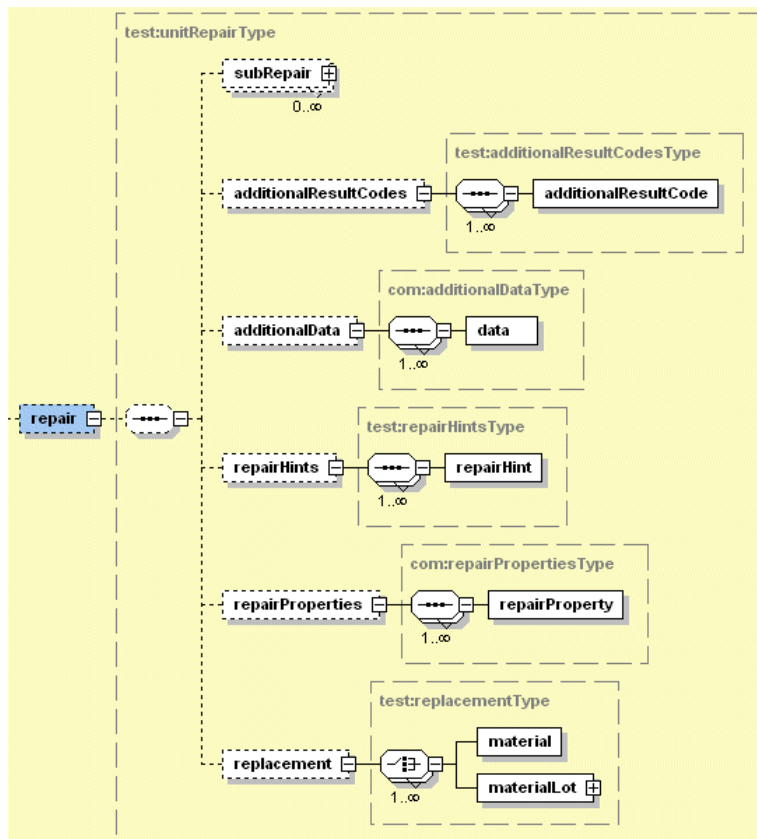 test:unitRepairType
subRepair
0..∞
test:additionalResultCodesType
additionalResultCodes
additionalResultCode
1..∞
com:additionalDataType
additionalData
data
1..∞
repair
test:repairHintsType
repairHints
repairHint
1..∞
com:repairPropertiesType
repairProperties
repairProperty
1..∞
test:replacementType
material
replacement
materialLot
1..∞